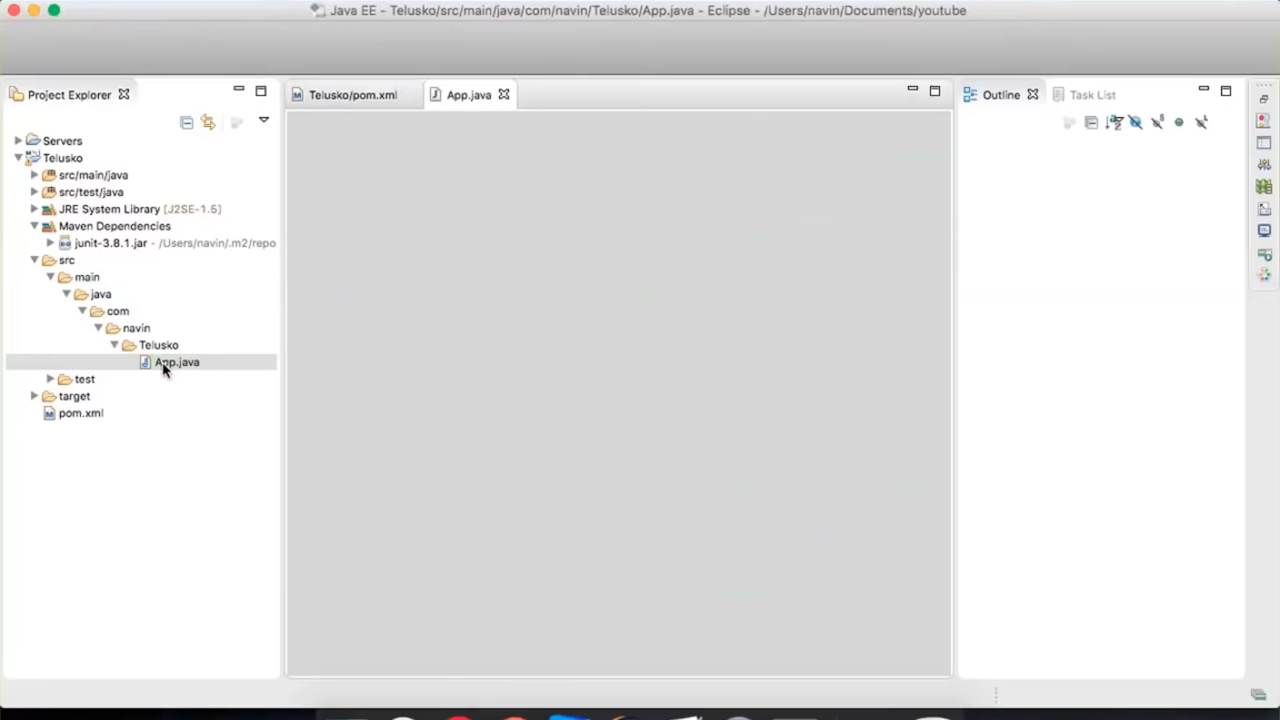 Java EE - Telusko/src/main/java/com/navin/Telusko/App.java - Eclipse - /Users/navin/Documents/youtube
Project Explorer
Telusko/pom.xml
App.java
Outline
Task List
Servers
Telusko
src/main/java
src/test/java
JRE System Library [J2SE-1.5]
Maven Dependencies
junit-3.8.1.jar - /Users/navin/.m2/repo
src
main
java
com
navin
Telusko
App.java
test
target
pom.xml